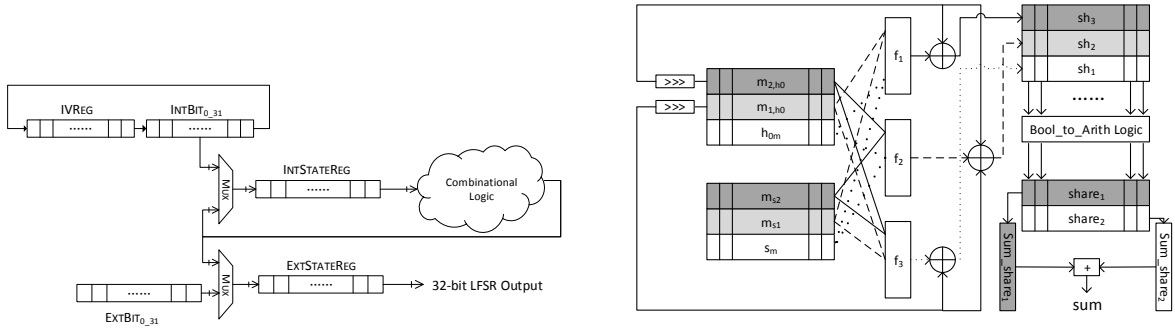 IVREG
INTBIT0_31
......
......
MUX
INTSTATEREG
......
Combinational
Logic
MUX
EXTSTATEREG
......
32-bit LFSR Output
......
EXTBIT0_31
>>>
>>>
m2,h0
m1,h0
h0m
ms2
ms1
sm
f1
f2
f3
sh3
sh2
sh1
......
Bool_to_Arith Logic
share1
share2
Sum_share1
Sum_share2
+
sum